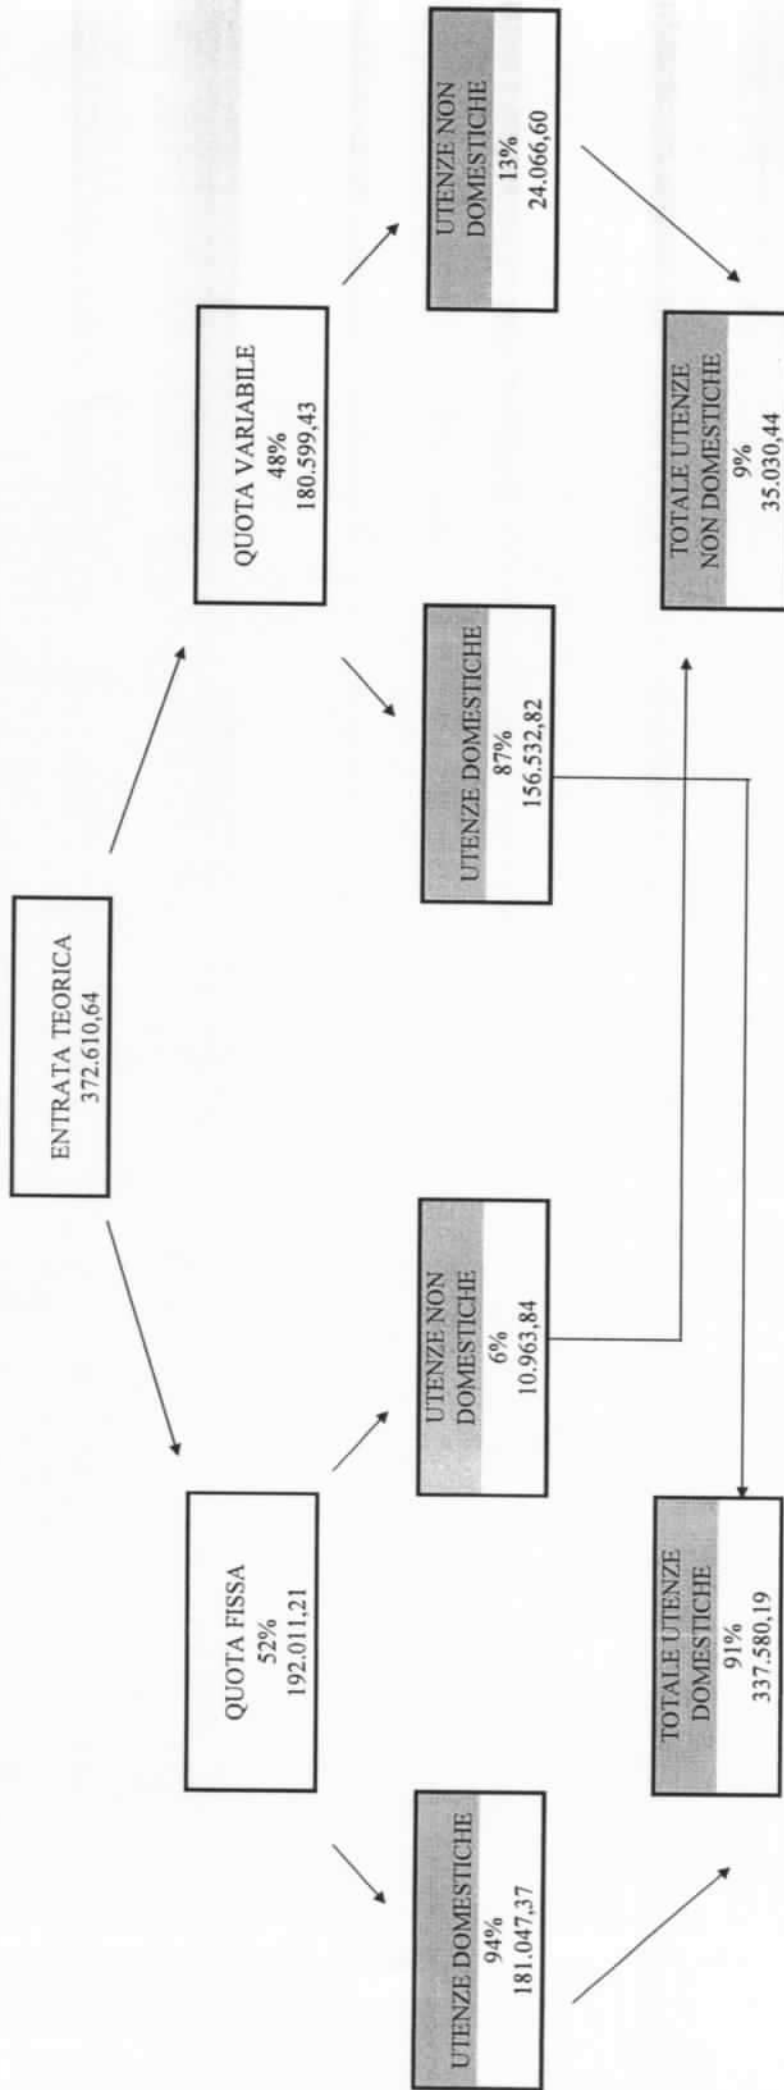 ENTRATA TEORICA
372.610,64
QUOTA FISSA
52%
192.011,21
QUOTA VARIABILE
48%
180.599,43
UTENZE DOMESTICHE
94%
181.047,37
UTENZE NON
DOMESTICHE
6%
10.963,84
UTENZE DOMESTICHE
87%
156.532,82
UTENZE NON
DOMESTICHE
13%
24.066,60
TOTALE UTENZE
DOMESTICHE
91%
337.580,19
TOTALE UTENZE
NON DOMESTICHE
9%
35.030,44